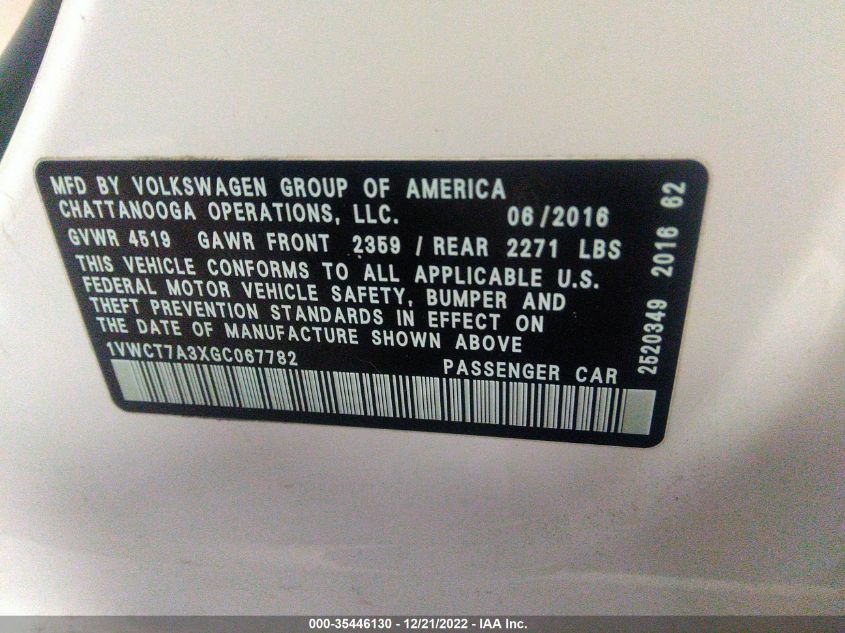 MFD BY VOLKSWAGEN GROUP OF AMERICA
CHATTANOOGA OPERATIONS, LLC. 06/2016
GVWR 4519 GAWR FRONT 2359 / REAR 2271 LBS
THIS VEHICLE CONFORMS TO ALL APPLICABLE U.S.
FEDERAL MOTOR VEHICLE SAFETY, BUMPER AND
THEFT PREVENTION STANDARDS IN EFFECT ON
THE DATE OF MANUFACTURE SHOWN ABOVE
1VWCT7A3XGC067782 PASSENGER CAR
2520349 2016 62
000-35446130 - 12/21/2022 - IAA Inc.